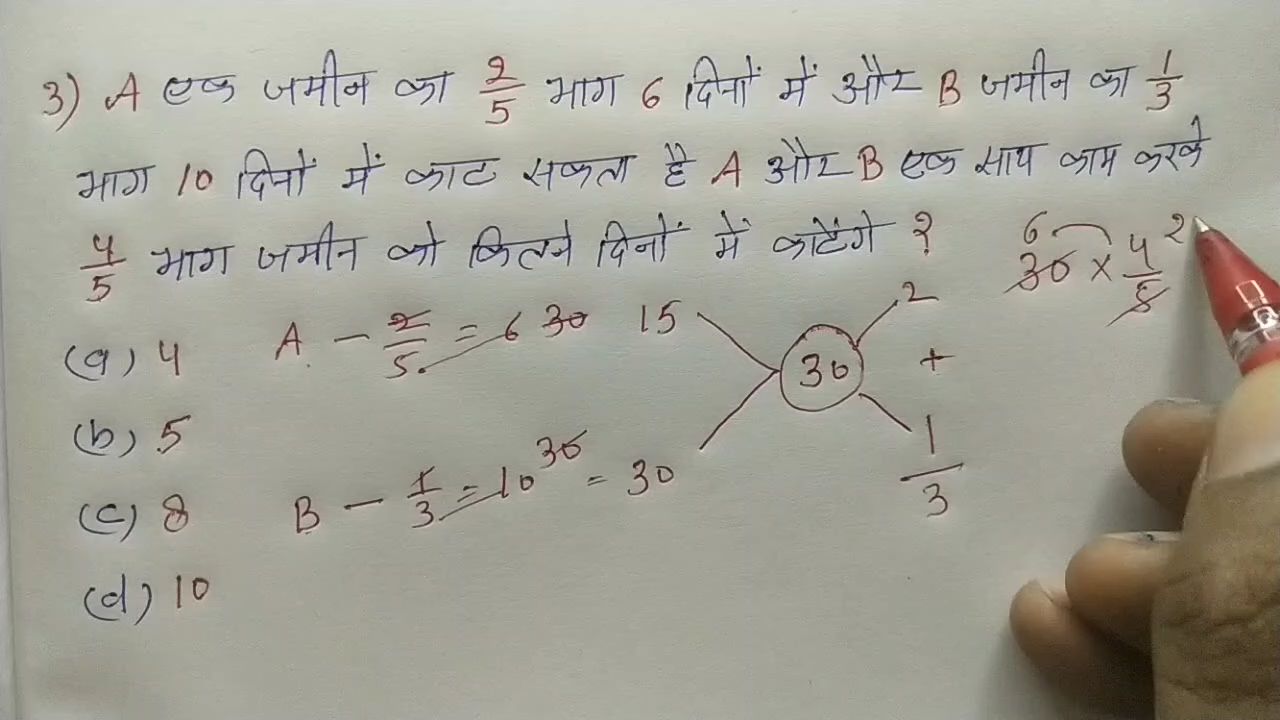 3) A एक जमीन का 2/5 भाग 6 दिनों में और B जमीन का 1/3
भाग 10 दिनों में काट सकता है A और B एक साथ काम करके
4/5 भाग जमीन को कितने दिनों में काटेंगे ?
(a) 4
(b) 5
(c) 8
(d) 10
A - 2/5 = 6 30 15
B - 1/3 = 10 30 = 30
30
2
+
1
3
6
30 × 4/5 2